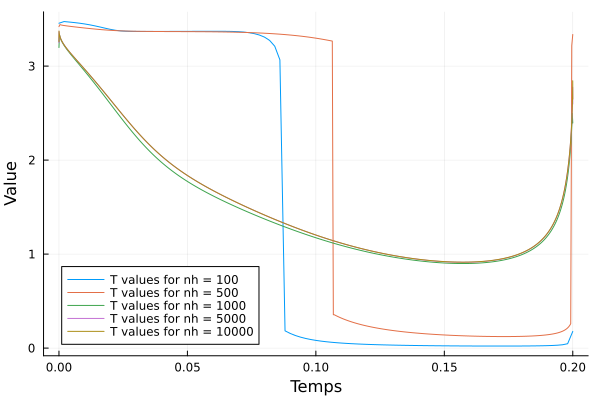 Value
3
2
1
0
T values for nh = 100
T values for nh = 500
T values for nh = 1000
T values for nh = 5000
T values for nh = 10000
0.00 0.05 0.10 0.15 0.20
Temps